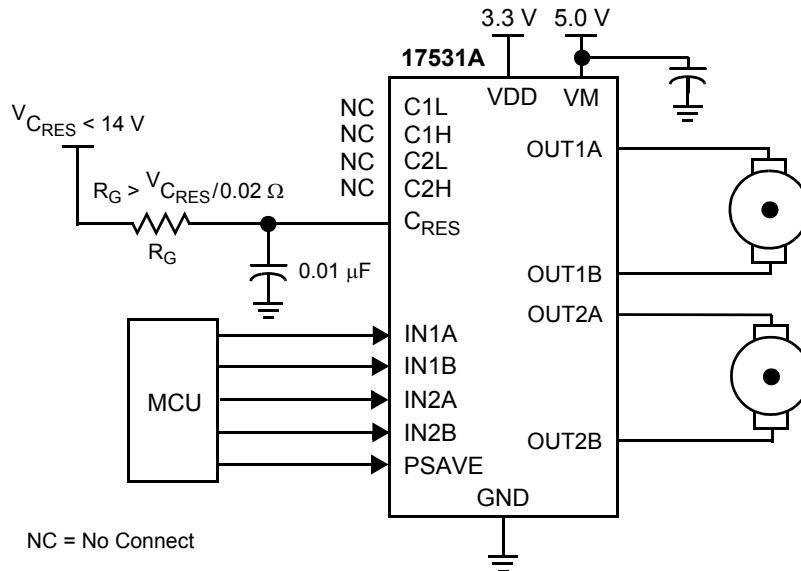 3.3 V 5.0 V
17531A
VDD VM
V_CRES < 14 V
NC C1L
NC C1H
NC C2L
NC C2H
R_G > V_CRES/0.02 Ω
C_RES
R_G
0.01 μF
OUT1A
OUT1B
OUT2A
OUT2B
MCU
IN1A
IN1B
IN2A
IN2B
PSAVE
GND
NC = No Connect